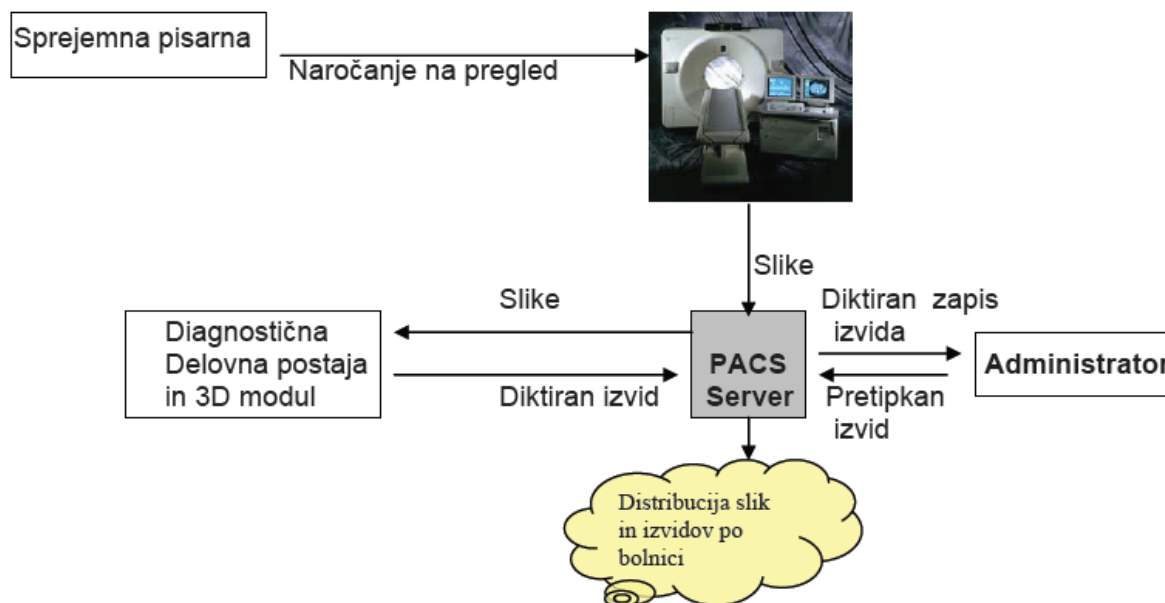 Sprejemna pisarna
Naročanje na pregled
Slike
Slike
Diktiran zapis
izvida
Diagnostična
Delovna postaja
in 3D modul
Diktiran izvid
PACS
Server
Administrator
Pretipkan
izvid
Distribucija slik
in izvidov po
bolnici